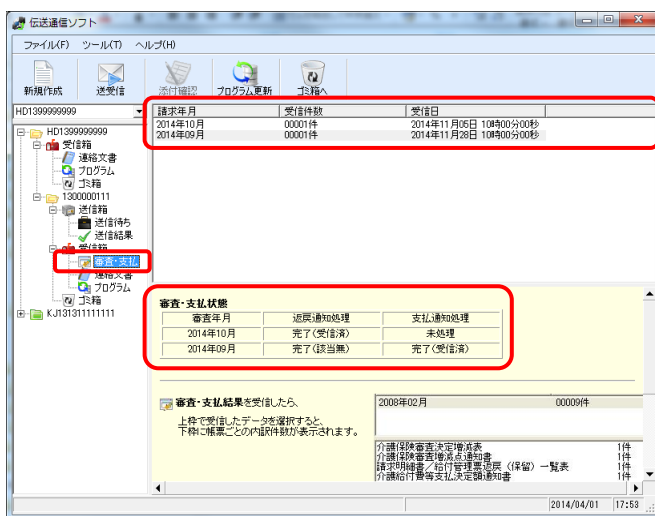 伝送通信ソフト
ファイル(F) ツール(T) ヘルプ(H)
新規作成 送受信 添付確認 プログラム更新 ゴミ箱へ
HD1399999999
HD1399999999
受信箱
連絡文書
プログラム
ゴミ箱
1300000111
送信箱
送信待ち
送信結果
受信箱
審査・支払
連絡文書
プログラム
ゴミ箱
KJ131311111111
請求年月 受信件数 受信日
2014年10月 00001件 2014年11月05日 10時00分00秒
2014年09月 00001件 2014年11月28日 10時00分00秒
審査・支払状態
審査年月 返戻通知処理 支払通知処理
2014年10月 完了(受信済) 未処理
2014年09月 完了(該当無) 完了(受信済)
審査・支払結果を受信したら、
上枠で受信したデータを選択すると、
下枠に帳票ごとの内訳件数が表示されます。
2008年02月 00009件
介護保険審査決定増減表 1件
介護保険審査増減点通知書 1件
請求明細書/給付管理票返戻(保留)一覧表 1件
介護給付費等支払決定額通知書 1件
2014/04/01 17:53